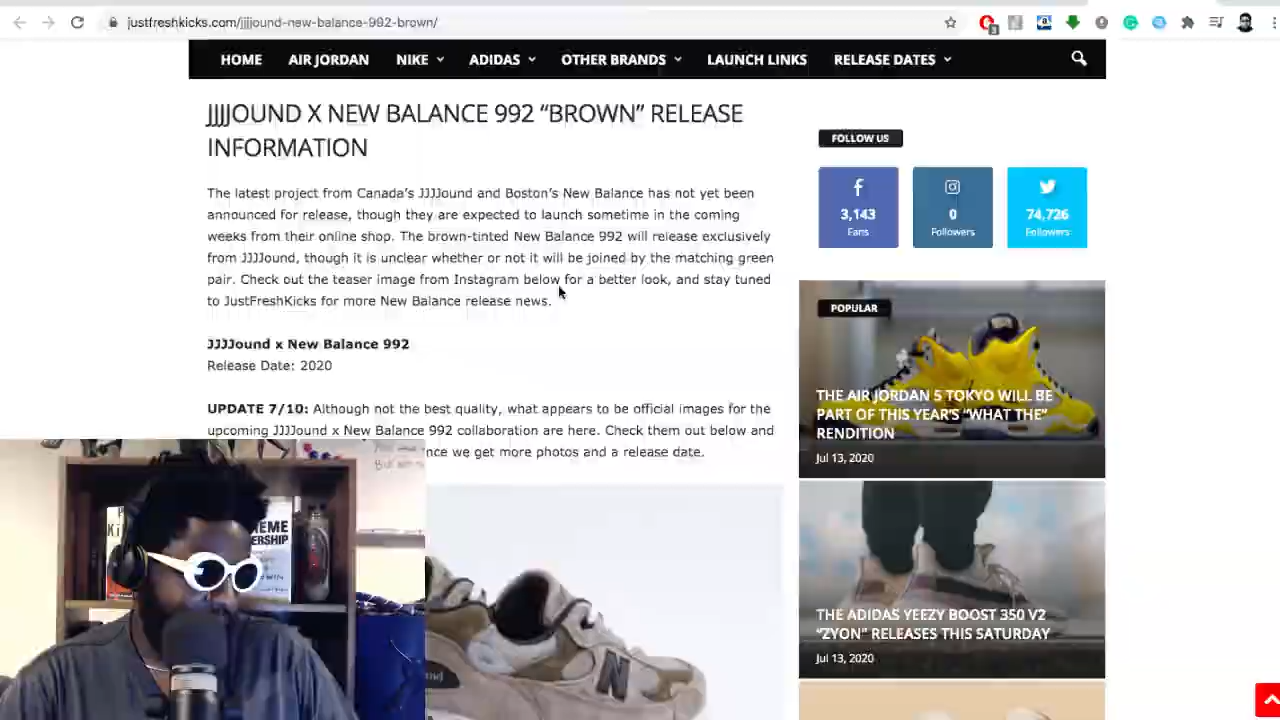 justfreshkicks.com/jjjjound-new-balance-992-brown/
3
HOME AIR JORDAN NIKE ADIDAS OTHER BRANDS LAUNCH LINKS RELEASE DATES
JJJJOUND X NEW BALANCE 992 “BROWN” RELEASE
INFORMATION
The latest project from Canada’s JJJJound and Boston’s New Balance has not yet been
announced for release, though they are expected to launch sometime in the coming
weeks from their online shop. The brown-tinted New Balance 992 will release exclusively
from JJJJound, though it is unclear whether or not it will be joined by the matching green
pair. Check out the teaser image from Instagram below for a better look, and stay tuned
to JustFreshKicks for more New Balance release news.
JJJJound x New Balance 992
Release Date: 2020
UPDATE 7/10: Although not the best quality, what appears to be official images for the
upcoming JJJJound x New Balance 992 collaboration are here. Check them out below and
we get more photos and a release date.
N
FOLLOW US
3,143
Fans
0
Followers
74,726
Followers
POPULAR
THE AIR JORDAN 5 TOKYO WILL BE
PART OF THIS YEAR’S “WHAT THE”
RENDITION
Jul 13, 2020
THE ADIDAS YEEZY BOOST 350 V2
“ZYON” RELEASES THIS SATURDAY
Jul 13, 2020